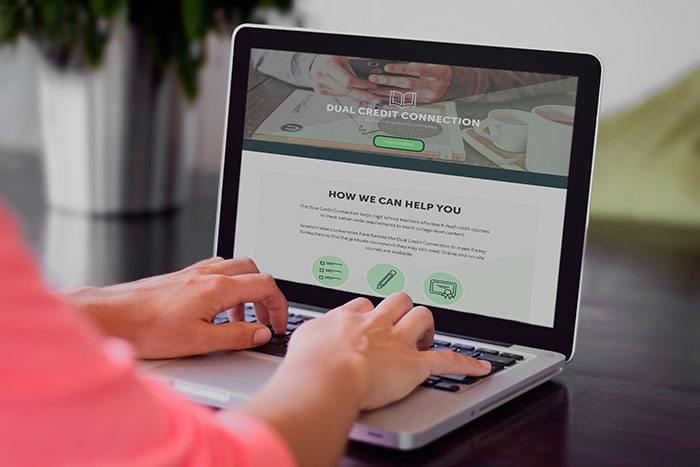 DUAL CREDIT CONNECTION
HOW WE CAN HELP YOU
The Dual Credit Connection helps high school teachers who teach dual credit courses
to meet nation-wide requirements to teach college-level content.
Several Indiana universities have formed the Dual Credit Connection to make it easy
for teachers to find the graduate coursework they may still need. Online and on-site
courses are available.